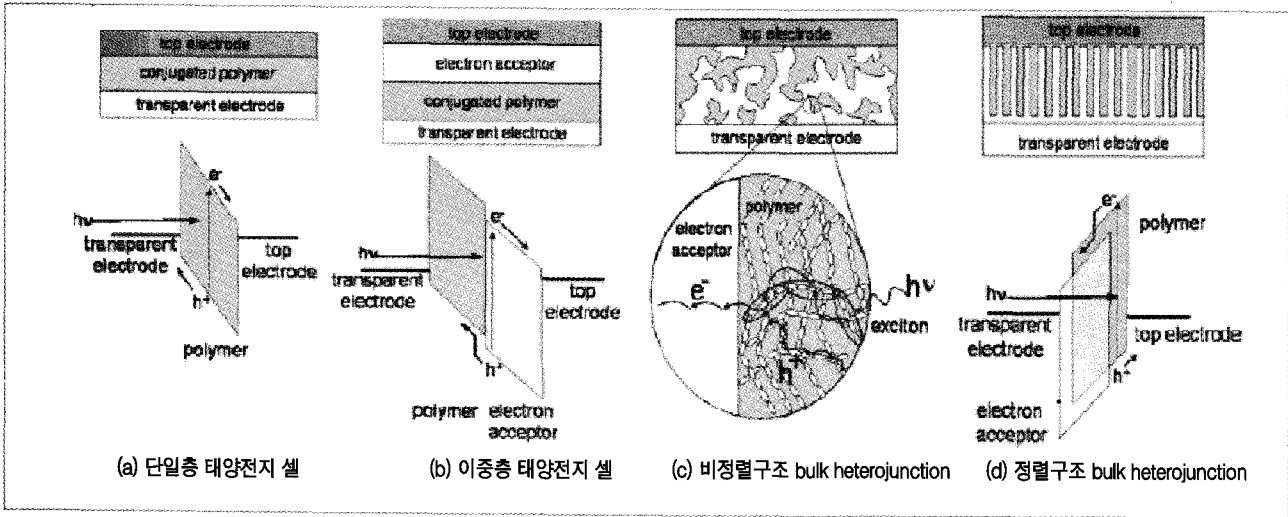 top electrode
conjugated polymer
transparent electrode
e-
hν
transparent
electrode
top
electrode
h+
polymer
(a) 단일층 태양전지 셀
top electrode
electron acceptor
conjugated polymer
transparent electrode
e-
hν
transparent
electrode
top
electrode
h+
polymer electron
acceptor
(b) 이중층 태양전지 셀
top electrode
transparent electrode
polymer
electron
acceptor
e-
hν
exciton
h+
(c) 비정렬구조 bulk heterojunction
top electrode
transparent electrode
e-
polymer
hν
transparent
electrode
top electrode
h+
electron
acceptor
(d) 정렬구조 bulk heterojunction